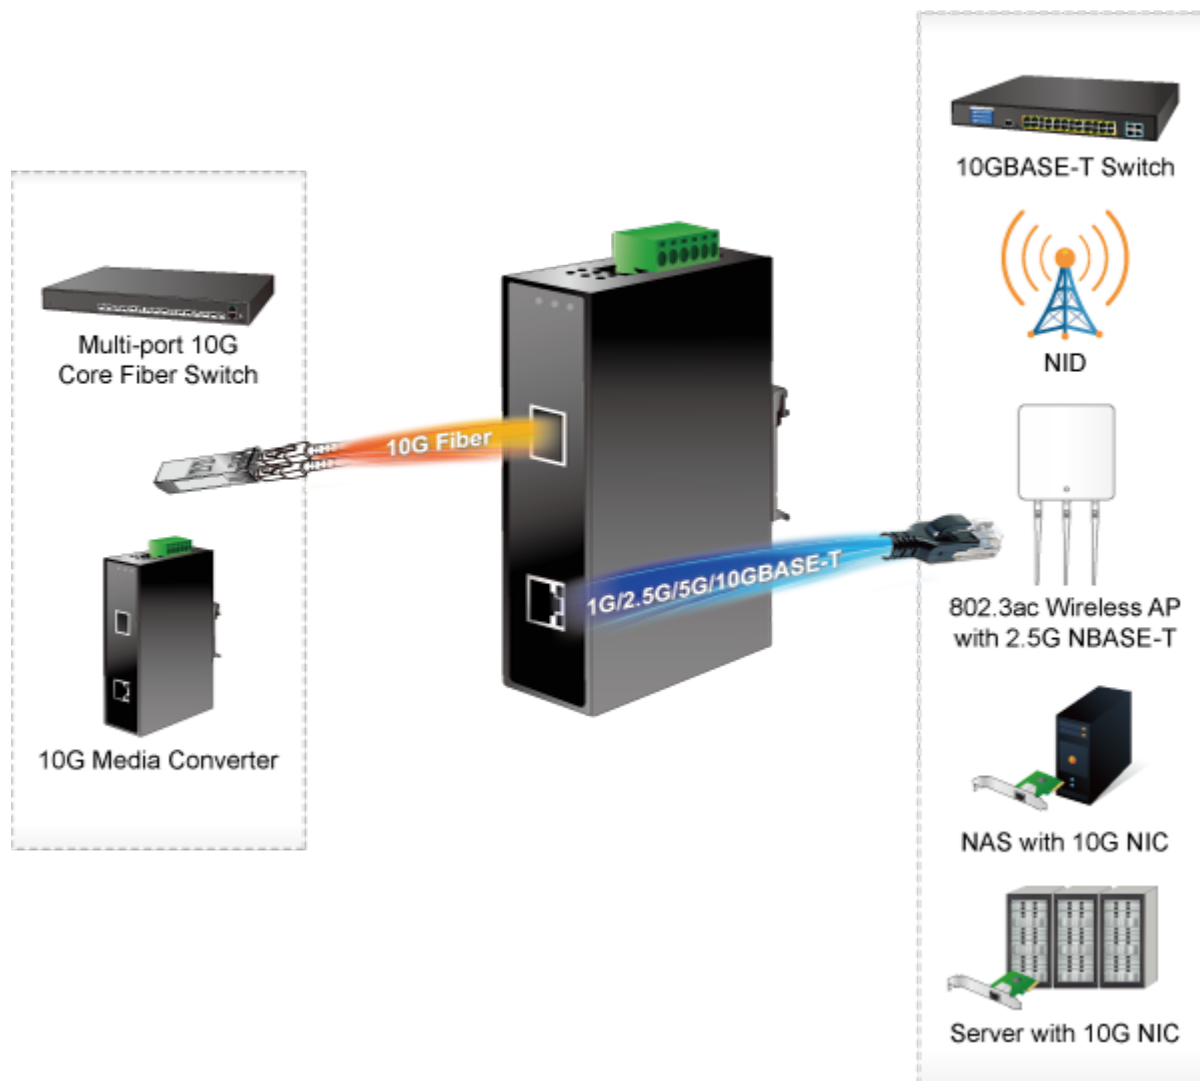 Multi-port 10G
Core Fiber Switch
10G Media Converter
10G Fiber
1G/2.5G/5G/10GBASE-T
10GBASE-T Switch
NID
802.3ac Wireless AP
with 2.5G NBASE-T
NAS with 10G NIC
Server with 10G NIC